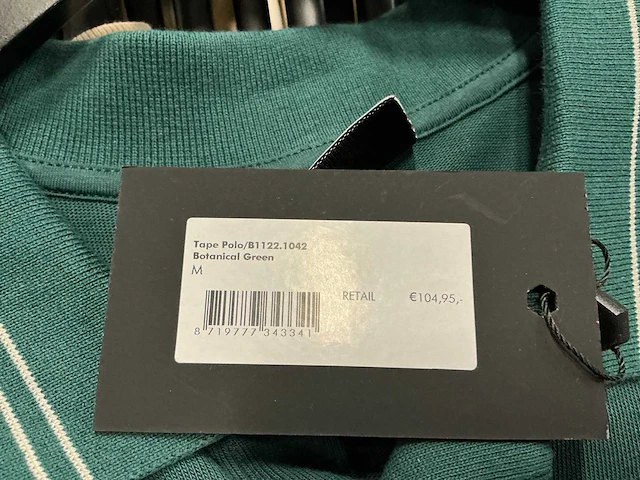 Tape Polo/B1122.1042
Botanical Green
M
RETAIL €104,95,-
8 719777 343341